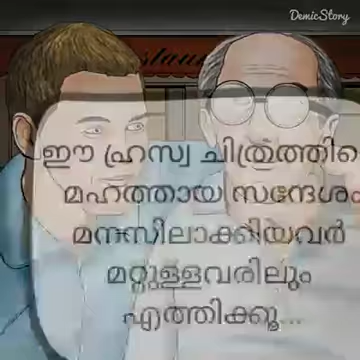 DemicStory
ഈ ഹ്രസ്വ ചിത്രത്തിെ
മഹത്തായ സന്ദേശം
മനസിലാക്കിയവർ
മറ്റുള്ളവരിലും
എത്തിക്കൂ...